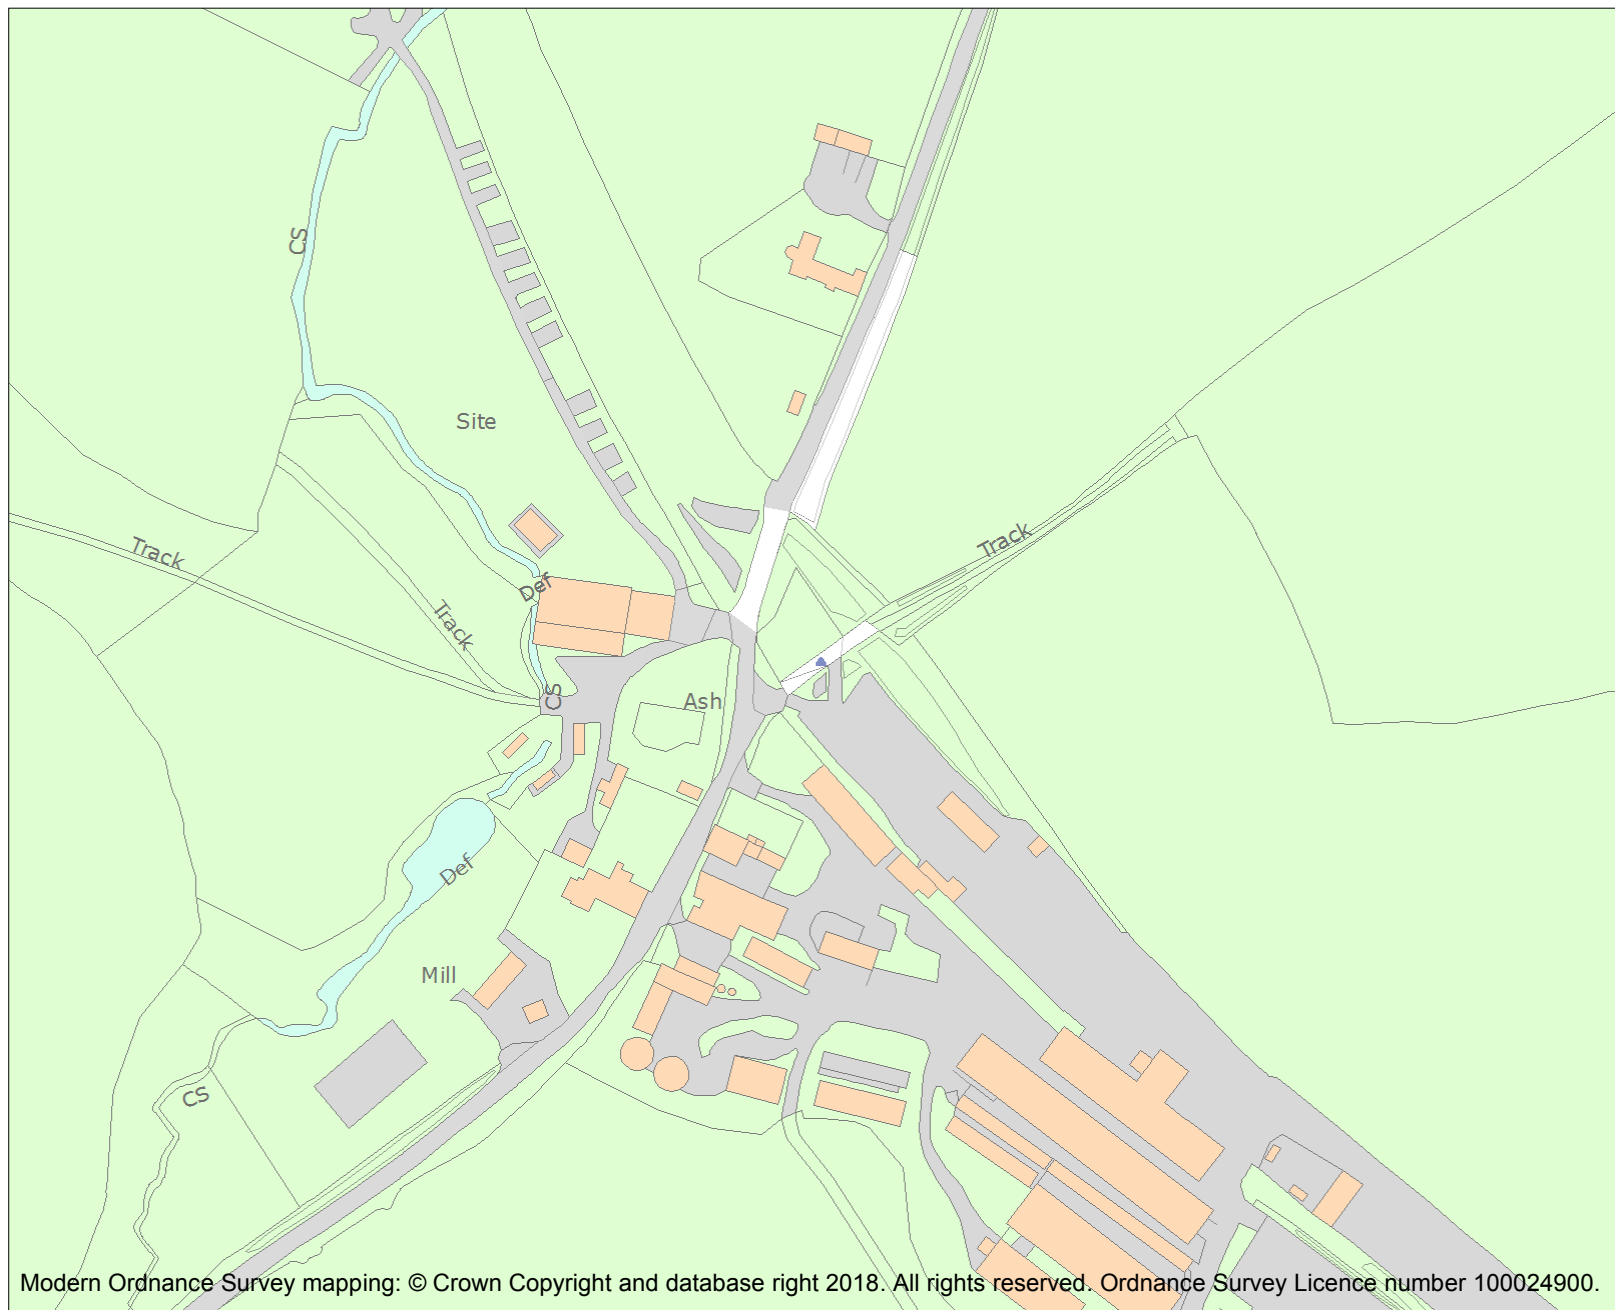 CS
Site
Track
Track
Def
Track
CS
Ash
Def
Mill
CS
Modern Ordnance Survey mapping: © Crown Copyright and database right 2018. All rights reserved. Ordnance Survey Licence number 100024900.